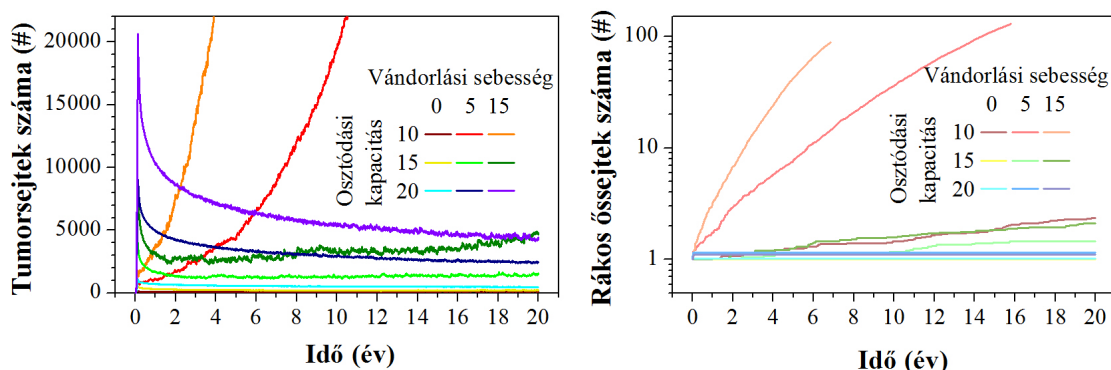 Tumorsejtek száma (#)
20000
15000
10000
5000
0
0 2 4 6 8 10 12 14 16 18 20
Idő (év)
Vándorlási sebesség
0 5 15
Osztódási
kapacitás
10
15
20
Rákos őssejtek száma (#)
100
10
1
0 2 4 6 8 10 12 14 16 18 20
Idő (év)
Vándorlási sebesség
0 5 15
Osztódási
kapacitás
10
15
20